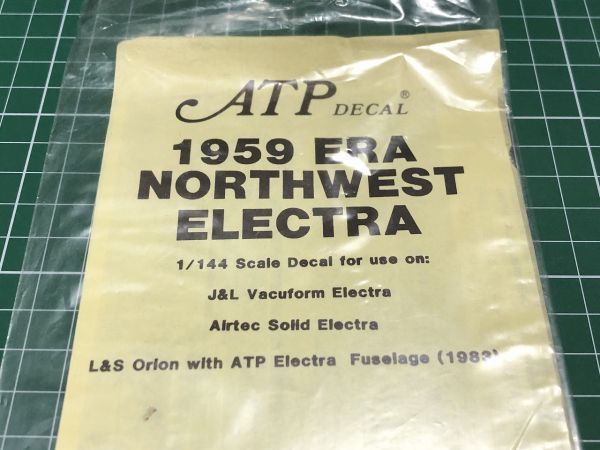 ATP DECAL®
1959 ERA
NORTHWEST
ELECTRA
1/144 Scale Decal for use on:
J&L Vacuform Electra
Airtec Solid Electra
L&S Orion with ATP Electra Fuselage (1983)